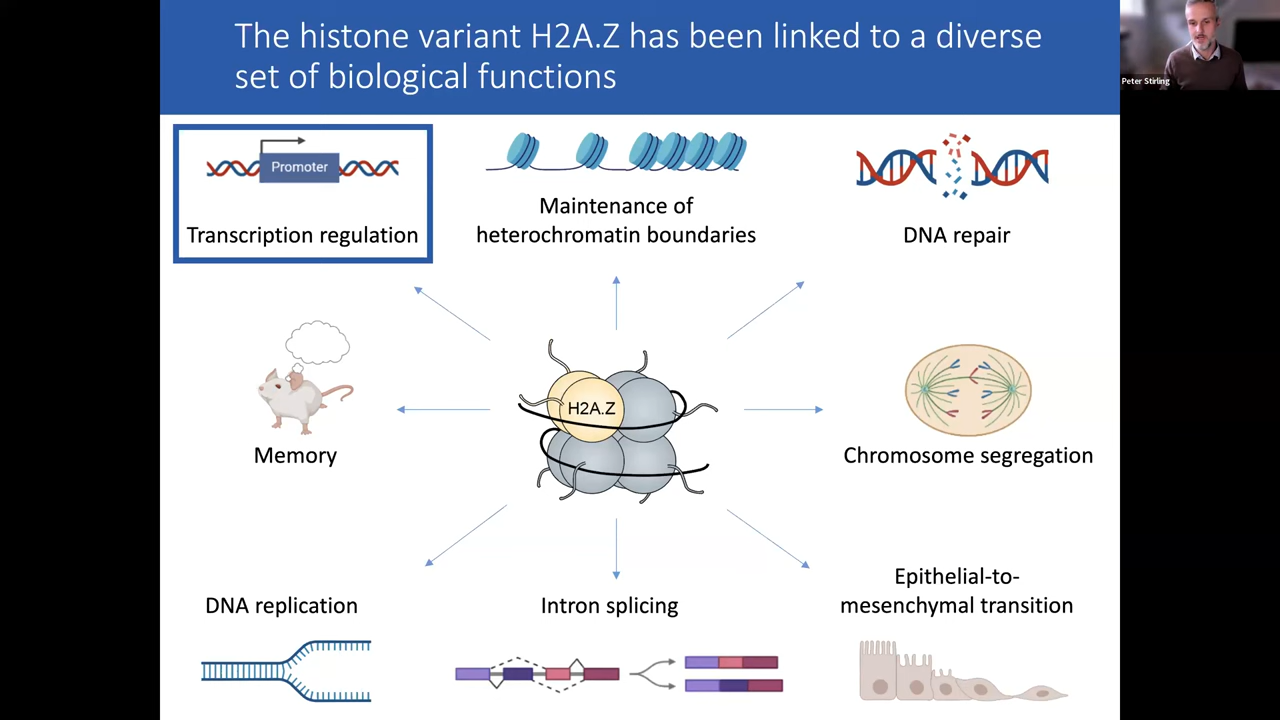 The histone variant H2A.Z has been linked to a diverse
set of biological functions
Peter Stirling
Promoter
Transcription regulation
Maintenance of
heterochromatin boundaries
DNA repair
Memory
H2A.Z
Chromosome segregation
DNA replication
Intron splicing
Epithelial-to-
mesenchymal transition